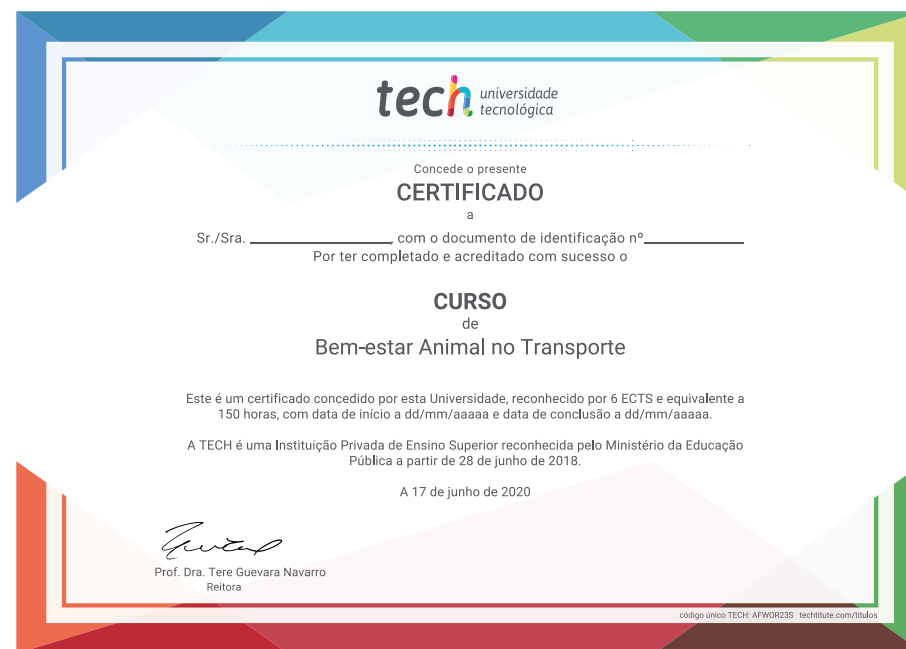 tech universidade
tecnológica
Concede o presente
CERTIFICADO
a
Sr./Sra. ____________________, com o documento de identificação nº______________
Por ter completado e acreditado com sucesso o
CURSO
de
Bem-estar Animal no Transporte
Este é um certificado concedido por esta Universidade, reconhecido por 6 ECTS e equivalente a
150 horas, com data de início a dd/mm/aaaaa e data de conclusão a dd/mm/aaaaa.
A TECH é uma Instituição Privada de Ensino Superior reconhecida pelo Ministério da Educação
Pública a partir de 28 de junho de 2018.
A 17 de junho de 2020
Prof. Dra. Tere Guevara Navarro
Reitora
código único TECH: AFWOR23S techtitute.com/titulos